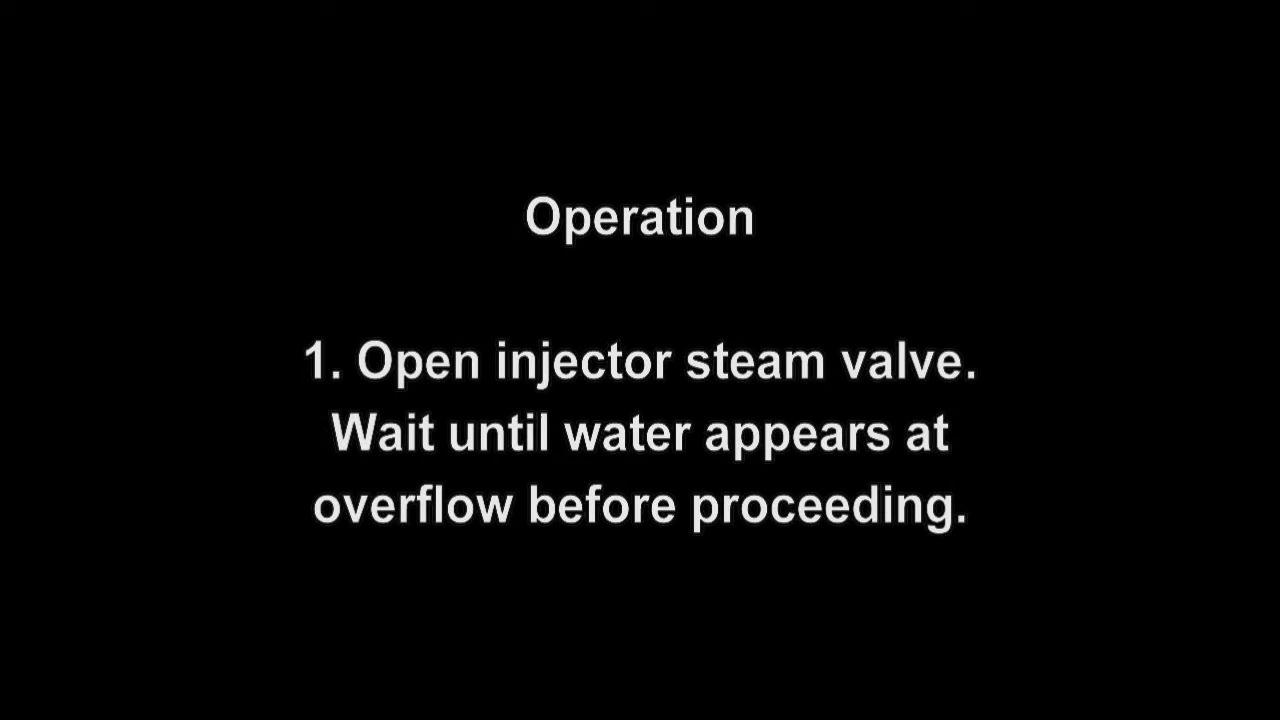 Operation
1. Open injector steam valve.
Wait until water appears at
overflow before proceeding.